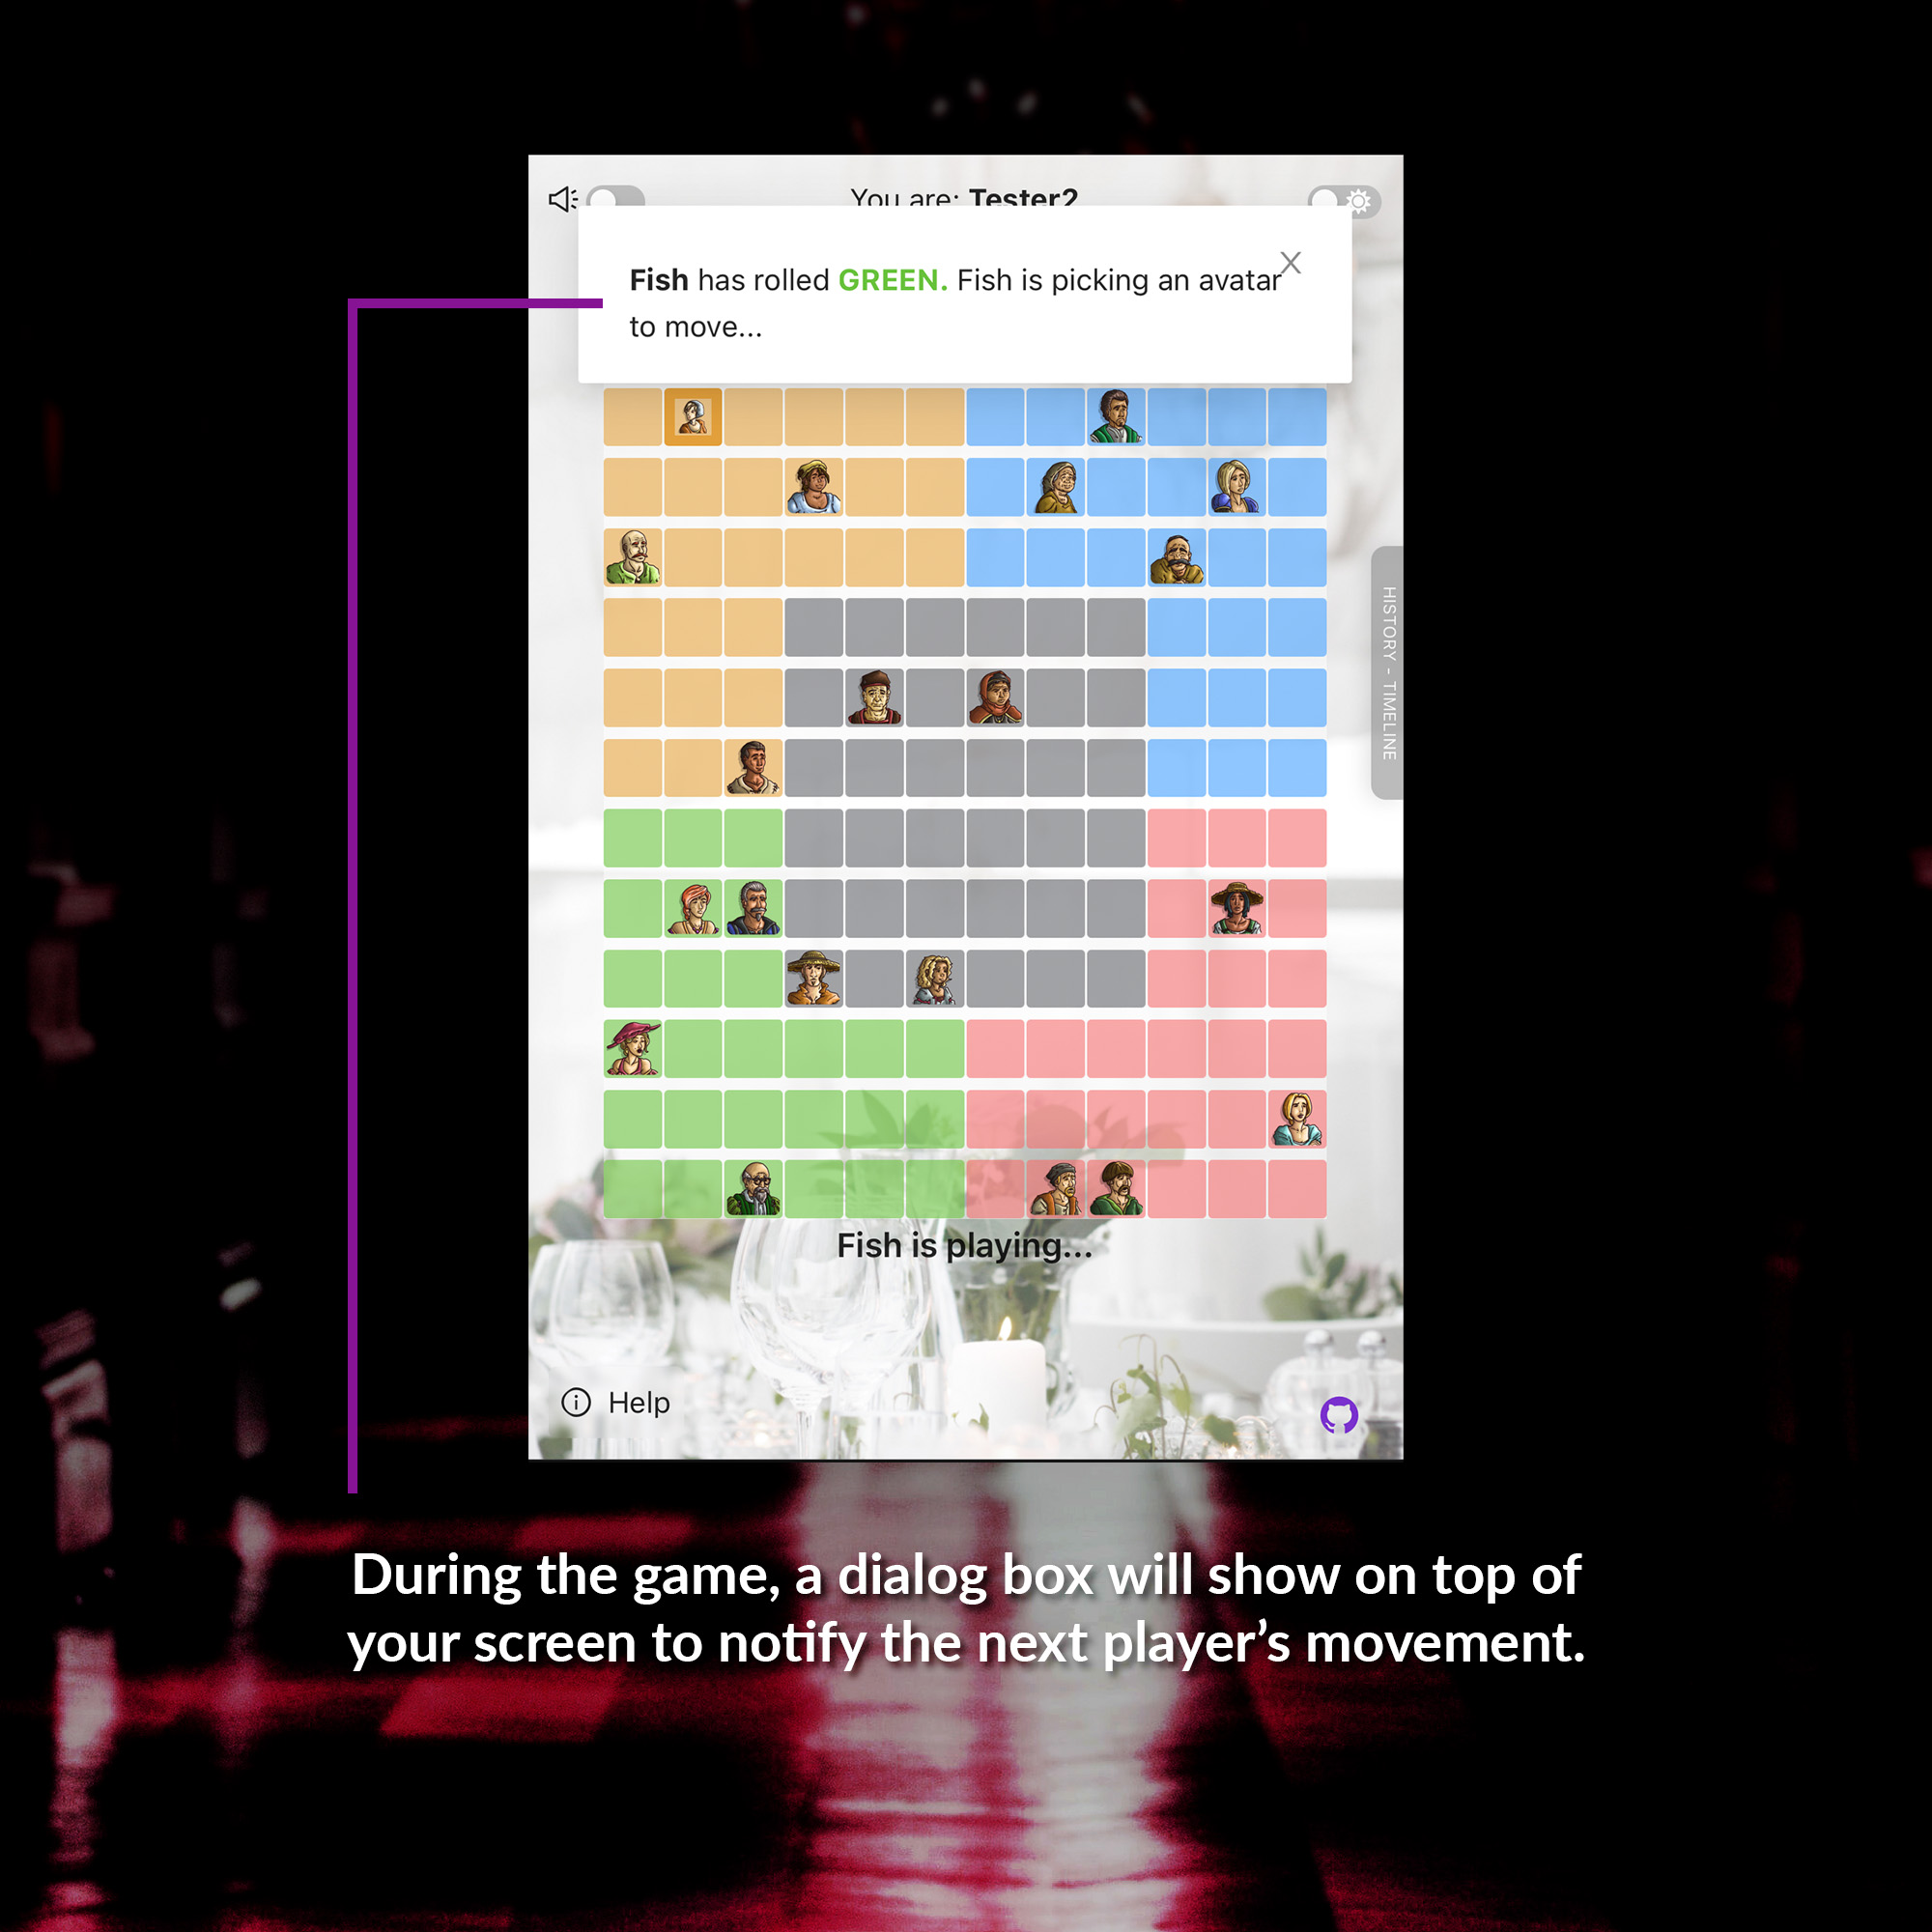 You are: Tester2
Fish has rolled GREEN. Fish is picking an avatar
to move...
HISTORY - TIMELINE
Fish is playing...
Help
During the game, a dialog box will show on top of
your screen to notify the next player’s movement.